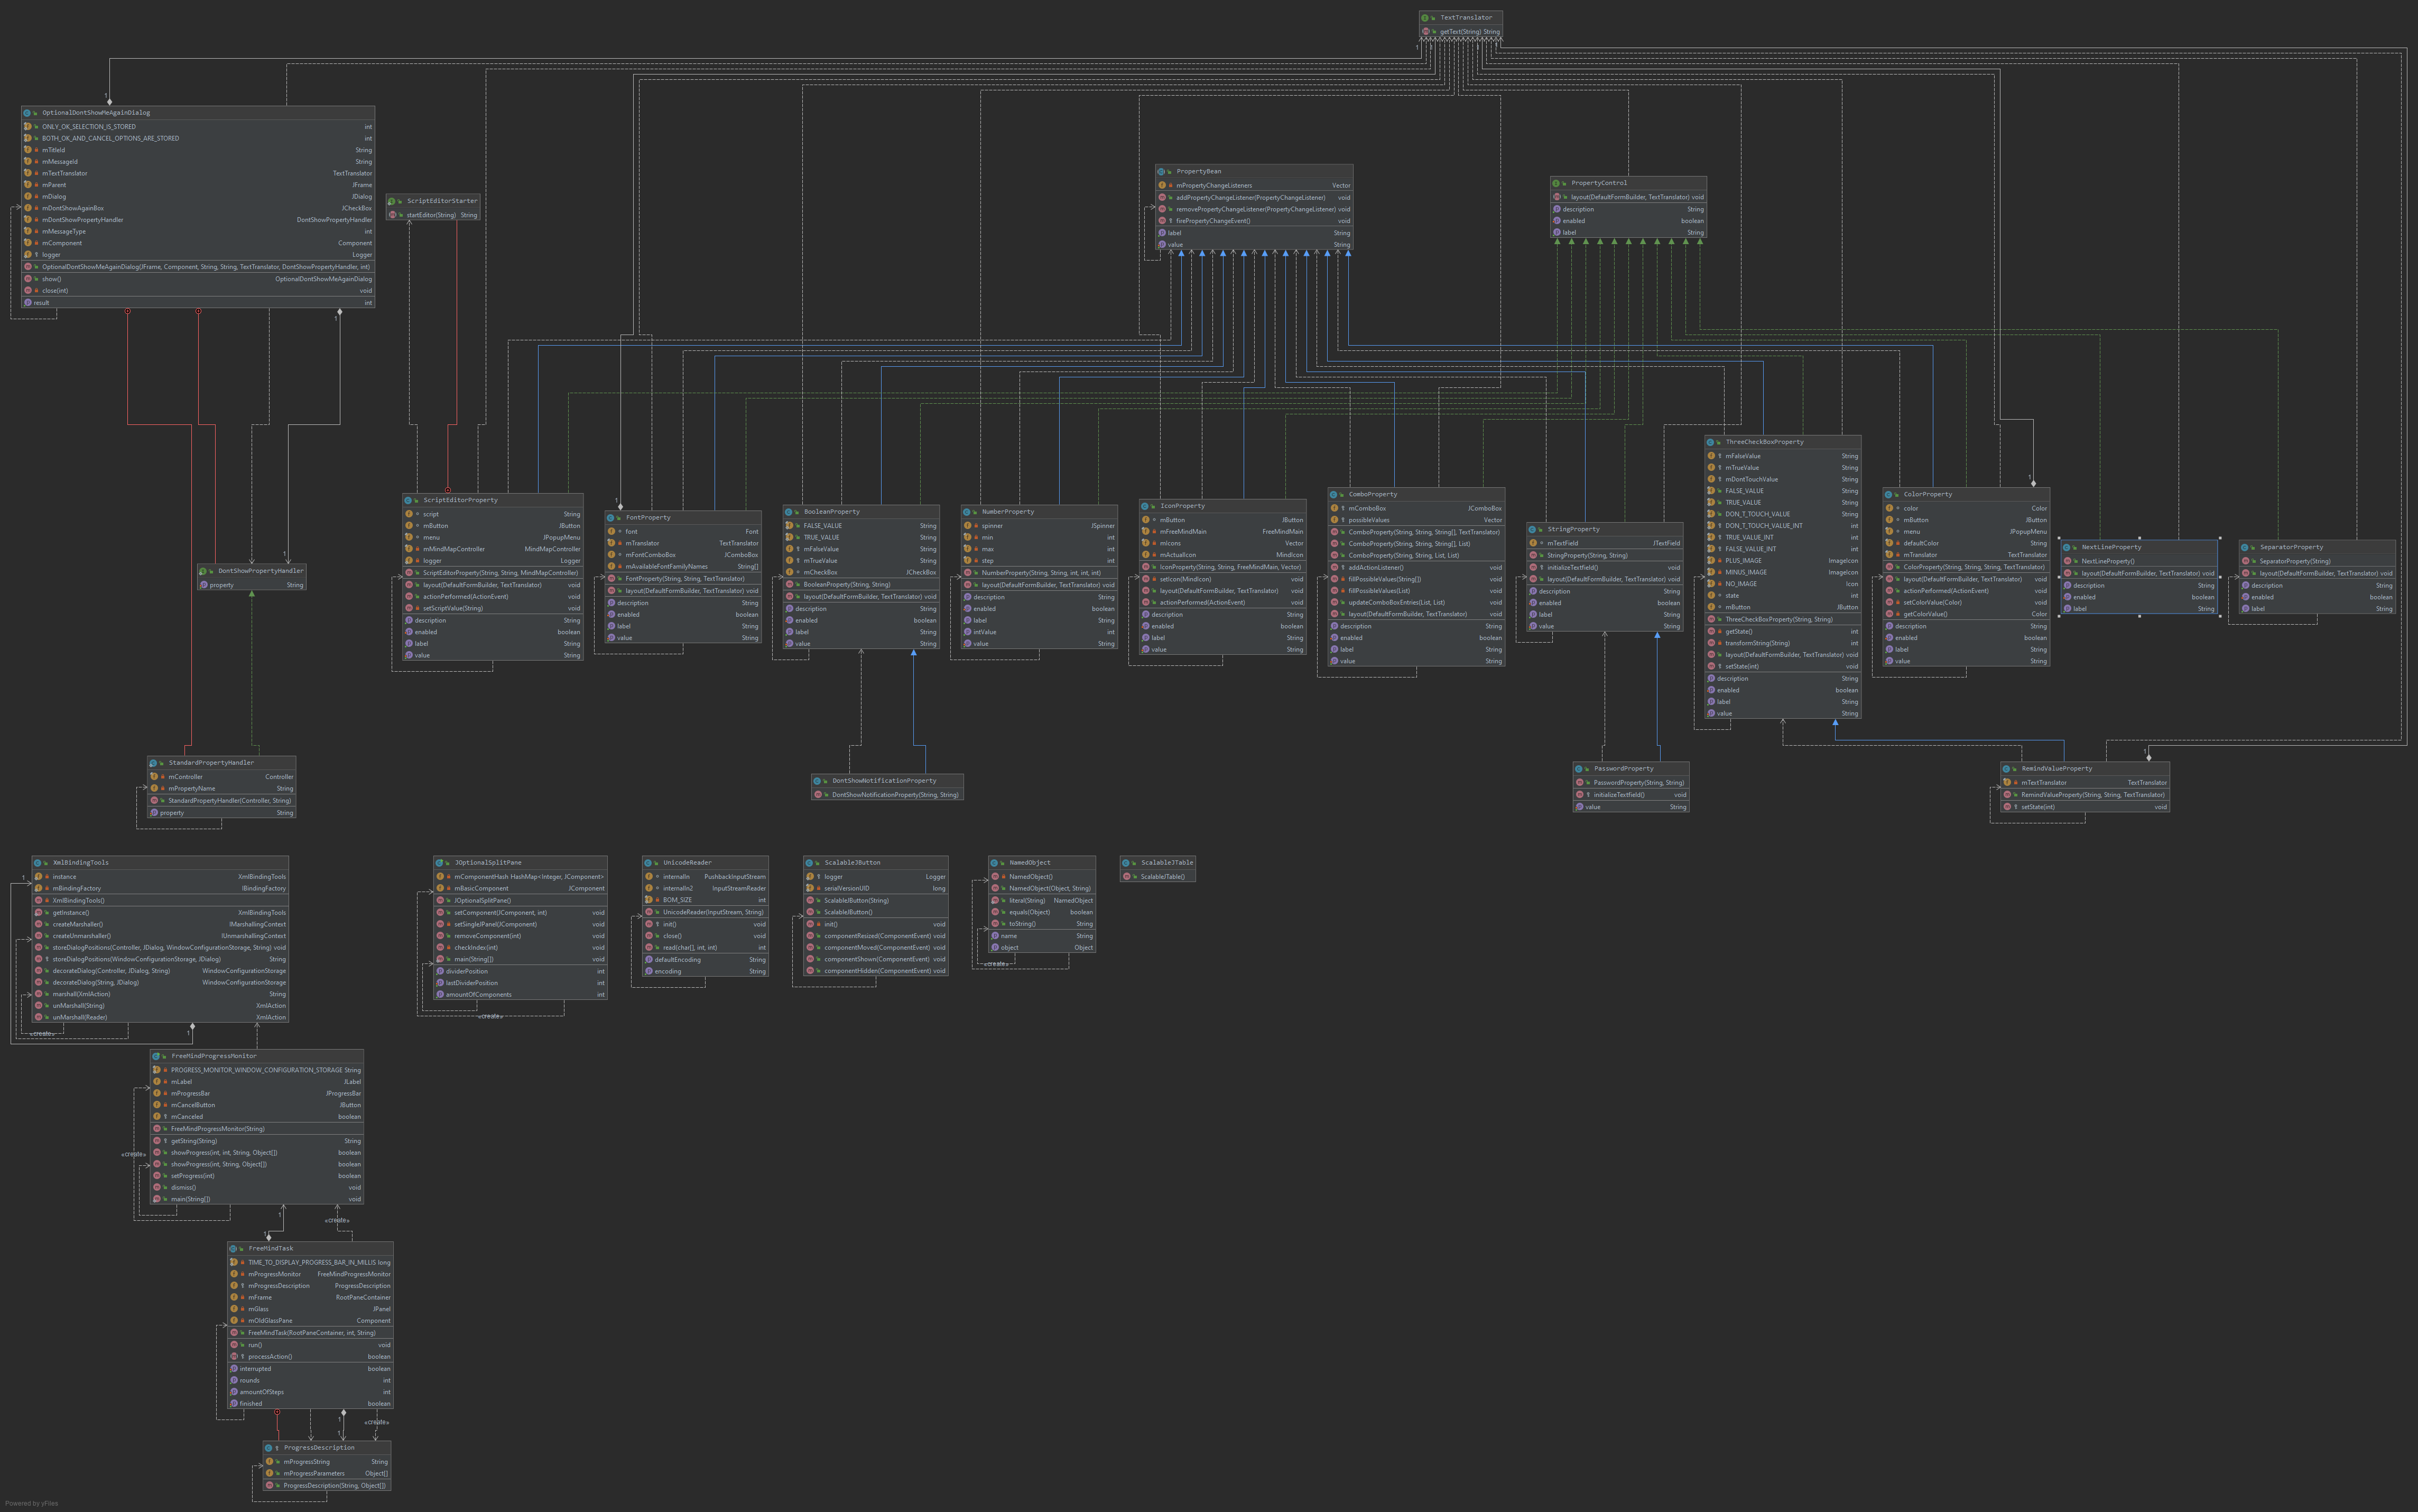 TextTranslator
getText(String) String
1
1
1
1
1
OptionalDontShowMeAgainDialog
ONLY_OK_SELECTION_IS_STORED int
BOTH_OK_AND_CANCEL_OPTIONS_ARE_STORED int
mTitleId String
mMessageId String
mTextTranslator TextTranslator
mParent JFrame
mDialog JDialog
mDontShowAgainBox JCheckBox
mDontShowPropertyHandler DontShowPropertyHandler
mMessageType int
mComponent Component
logger Logger
OptionalDontShowMeAgainDialog(JFrame, Component, String, String, TextTranslator, DontShowPropertyHandler, int)
show() OptionalDontShowMeAgainDialog
close(int) void
result int
1
ScriptEditorStarter
startEditor(String) String
PropertyBean
mPropertyChangeListeners Vector
addPropertyChangeListener(PropertyChangeListener) void
removePropertyChangeListener(PropertyChangeListener) void
firePropertyChangeEvent() void
label String
value String
PropertyControl
layout(DefaultFormBuilder, TextTranslator) void
description String
enabled boolean
label String
1
DontShowPropertyHandler
property String
ScriptEditorProperty
script String
mButton JButton
menu JPopupMenu
mMindMapController MindMapController
logger Logger
ScriptEditorProperty(String, String, MindMapController)
layout(DefaultFormBuilder, TextTranslator) void
actionPerformed(ActionEvent) void
setScriptValue(String) void
description String
enabled boolean
label String
value String
1
FontProperty
font Font
mTranslator TextTranslator
mFontComboBox JComboBox
mAvailableFontFamilyNames String[]
FontProperty(String, String, TextTranslator)
layout(DefaultFormBuilder, TextTranslator) void
description String
enabled boolean
label String
value String
BooleanProperty
FALSE_VALUE String
TRUE_VALUE String
mFalseValue String
mTrueValue String
mCheckBox JCheckBox
BooleanProperty(String, String)
layout(DefaultFormBuilder, TextTranslator) void
description String
enabled boolean
label String
value String
NumberProperty
spinner JSpinner
min int
max int
step int
NumberProperty(String, String, int, int, int)
layout(DefaultFormBuilder, TextTranslator) void
description String
enabled boolean
label String
intValue int
value String
IconProperty
mButton JButton
mFreeMindMain FreeMindMain
mIcons Vector
mActualIcon MindIcon
IconProperty(String, String, FreeMindMain, Vector)
setIcon(MindIcon) void
layout(DefaultFormBuilder, TextTranslator) void
actionPerformed(ActionEvent) void
description String
enabled boolean
label String
value String
ComboProperty
mComboBox JComboBox
possibleValues Vector
ComboProperty(String, String, String[], TextTranslator)
ComboProperty(String, String, String[], List)
ComboProperty(String, String, List, List)
addActionListener() void
fillPossibleValues(String[]) void
fillPossibleValues(List) void
updateComboBoxEntries(List, List) void
layout(DefaultFormBuilder, TextTranslator) void
description String
enabled boolean
label String
value String
StringProperty
mTextField JTextField
StringProperty(String, String)
initializeTextfield() void
layout(DefaultFormBuilder, TextTranslator) void
description String
enabled boolean
label String
value String
ThreeCheckBoxProperty
mFalseValue String
mTrueValue String
mDontTouchValue String
FALSE_VALUE String
TRUE_VALUE String
DON_T_TOUCH_VALUE String
DON_T_TOUCH_VALUE_INT int
TRUE_VALUE_INT int
FALSE_VALUE_INT int
PLUS_IMAGE ImageIcon
MINUS_IMAGE ImageIcon
NO_IMAGE Icon
state int
mButton JButton
ThreeCheckBoxProperty(String, String)
getState() int
transformString(String) int
layout(DefaultFormBuilder, TextTranslator) void
setState(int) void
description String
enabled boolean
label String
value String
1
ColorProperty
color Color
mButton JButton
menu JPopupMenu
defaultColor String
mTranslator TextTranslator
ColorProperty(String, String, String, TextTranslator)
layout(DefaultFormBuilder, TextTranslator) void
actionPerformed(ActionEvent) void
setColorValue(Color) void
getColorValue() Color
description String
enabled boolean
label String
value String
NextLineProperty
NextLineProperty()
layout(DefaultFormBuilder, TextTranslator) void
description String
enabled boolean
label String
SeparatorProperty
SeparatorProperty(String)
layout(DefaultFormBuilder, TextTranslator) void
description String
enabled boolean
label String
StandardPropertyHandler
mController Controller
mPropertyName String
StandardPropertyHandler(Controller, String)
property String
DontShowNotificationProperty
DontShowNotificationProperty(String, String)
PasswordProperty
PasswordProperty(String, String)
initializeTextfield() void
value String
1
RemindValueProperty
mTextTranslator TextTranslator
RemindValueProperty(String, String, TextTranslator)
setState(int) void
XmlBindingTools
1
instance XmlBindingTools
mBindingFactory IBindingFactory
XmlBindingTools()
getInstance() XmlBindingTools
createMarshaller() IMarshallingContext
createUnmarshaller() IUnmarshallingContext
storeDialogPositions(Controller, JDialog, WindowConfigurationStorage, String) void
storeDialogPositions(WindowConfigurationStorage, JDialog) String
decorateDialog(Controller, JDialog, String) WindowConfigurationStorage
decorateDialog(String, JDialog) WindowConfigurationStorage
marshall(XmlAction) String
unMarshall(String) XmlAction
unMarshall(Reader) XmlAction
«create»
1
JOptionalSplitPane
mComponentHash HashMap<Integer, JComponent>
mBasicComponent JComponent
JOptionalSplitPane()
setComponent(JComponent, int) void
setSingleJPanel(JComponent) void
removeComponent(int) void
checkIndex(int) void
main(String[]) void
dividerPosition int
lastDividerPosition int
amountOfComponents int
«create»
UnicodeReader
internalIn PushbackInputStream
internalIn2 InputStreamReader
BOM_SIZE int
UnicodeReader(InputStream, String)
init() void
close() void
read(char[], int, int) int
defaultEncoding String
encoding String
ScalableJButton
logger Logger
serialVersionUID long
ScalableJButton(String)
ScalableJButton()
init() void
componentResized(ComponentEvent) void
componentMoved(ComponentEvent) void
componentShown(ComponentEvent) void
componentHidden(ComponentEvent) void
NamedObject
NamedObject()
NamedObject(Object, String)
literal(String) NamedObject
equals(Object) boolean
toString() String
name String
object Object
«create»
ScalableJTable
ScalableJTable()
FreeMindProgressMonitor
PROGRESS_MONITOR_WINDOW_CONFIGURATION_STORAGE String
mLabel JLabel
mProgressBar JProgressBar
mCancelButton JButton
mCanceled boolean
FreeMindProgressMonitor(String)
getString(String) String
showProgress(int, int, String, Object[]) boolean
«create»
showProgress(int, String, Object[]) boolean
setProgress(int) boolean
dismiss() void
main(String[]) void
1
«create»
1
FreeMindTask
TIME_TO_DISPLAY_PROGRESS_BAR_IN_MILLIS long
mProgressMonitor FreeMindProgressMonitor
mProgressDescription ProgressDescription
mFrame RootPaneContainer
mGlass JPanel
mOldGlassPane Component
FreeMindTask(RootPaneContainer, int, String)
run() void
processAction() boolean
interrupted boolean
rounds int
amountOfSteps int
finished boolean
1
«create»
1
ProgressDescription
mProgressString String
mProgressParameters Object[]
ProgressDescription(String, Object[])
Powered by yFiles